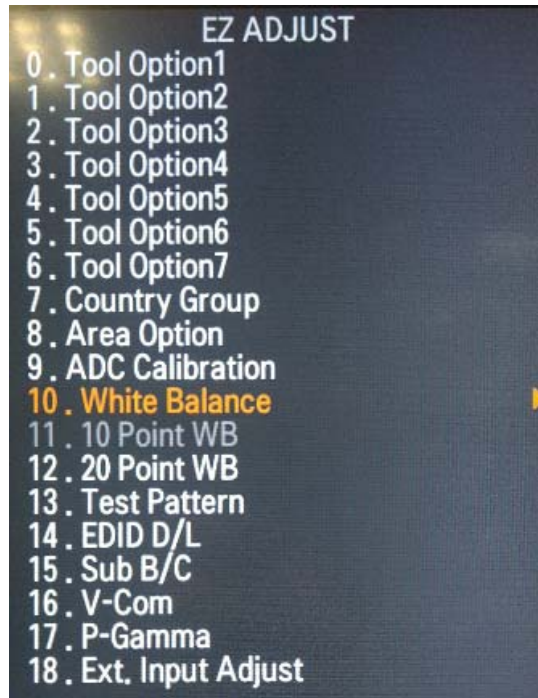 EZ ADJUST
0 . Tool Option1
1 . Tool Option2
2 . Tool Option3
3 . Tool Option4
4 . Tool Option5
5 . Tool Option6
6 . Tool Option7
7 . Country Group
8 . Area Option
9 . ADC Calibration
10 . White Balance
11 . 10 Point WB
12 . 20 Point WB
13 . Test Pattern
14 . EDID D/L
15 . Sub B/C
16 . V-Com
17 . P-Gamma
18 . Ext. Input Adjust